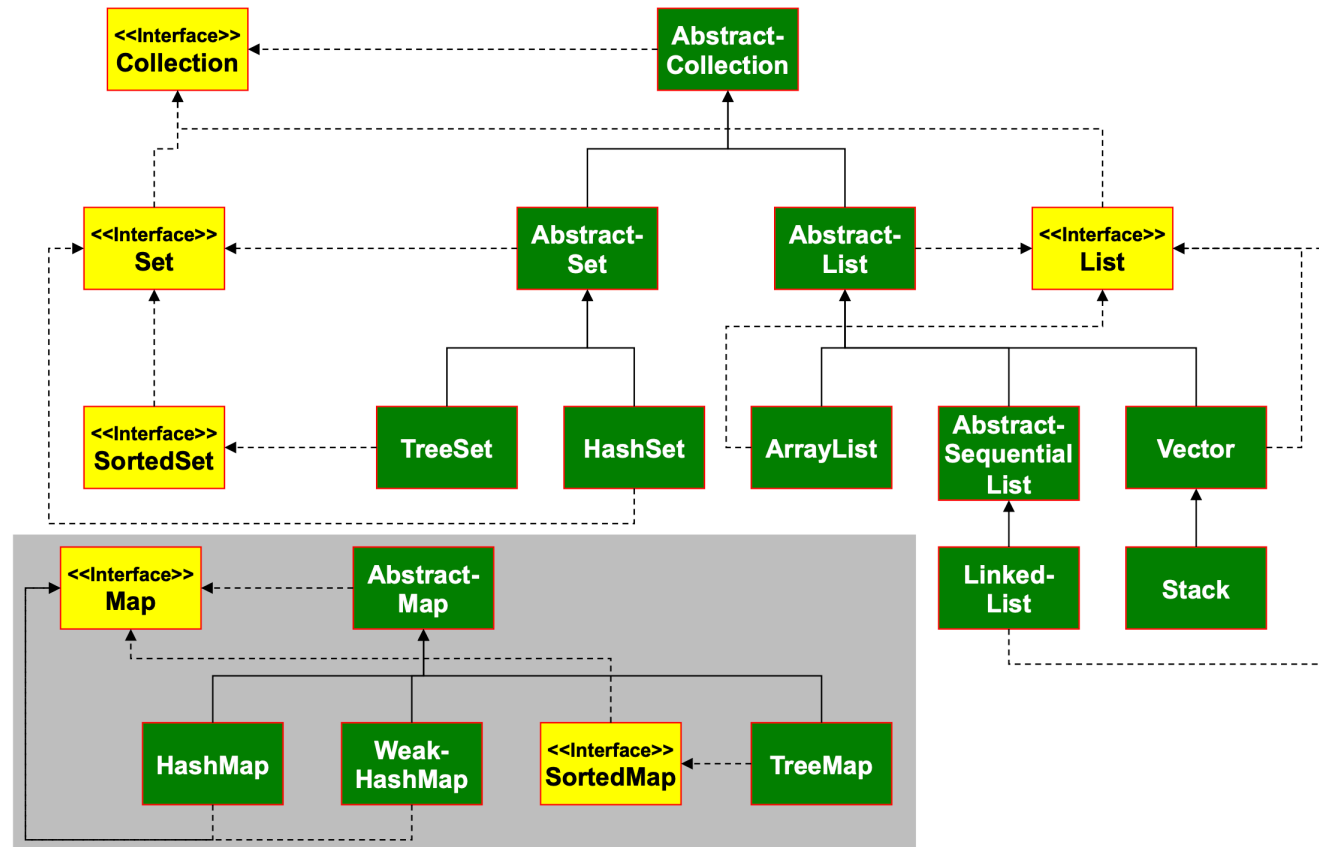 <<Interface>>
Collection
Abstract-
Collection
<<Interface>>
Set
Abstract-
Set
Abstract-
List
<<Interface>>
List
<<Interface>>
SortedSet
TreeSet
HashSet
ArrayList
Abstract-
Sequential
List
Vector
<<Interface>>
Map
Abstract-
Map
Linked-
List
Stack
HashMap
Weak-
HashMap
<<Interface>>
SortedMap
TreeMap